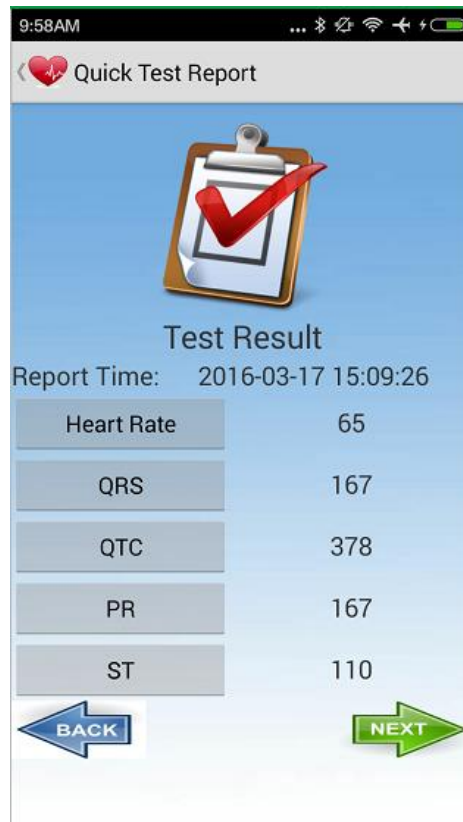 9:58AM ...
Quick Test Report
Test Result
Report Time: 2016-03-17 15:09:26
Heart Rate 65
QRS 167
QTC 378
PR 167
ST 110
BACK NEXT